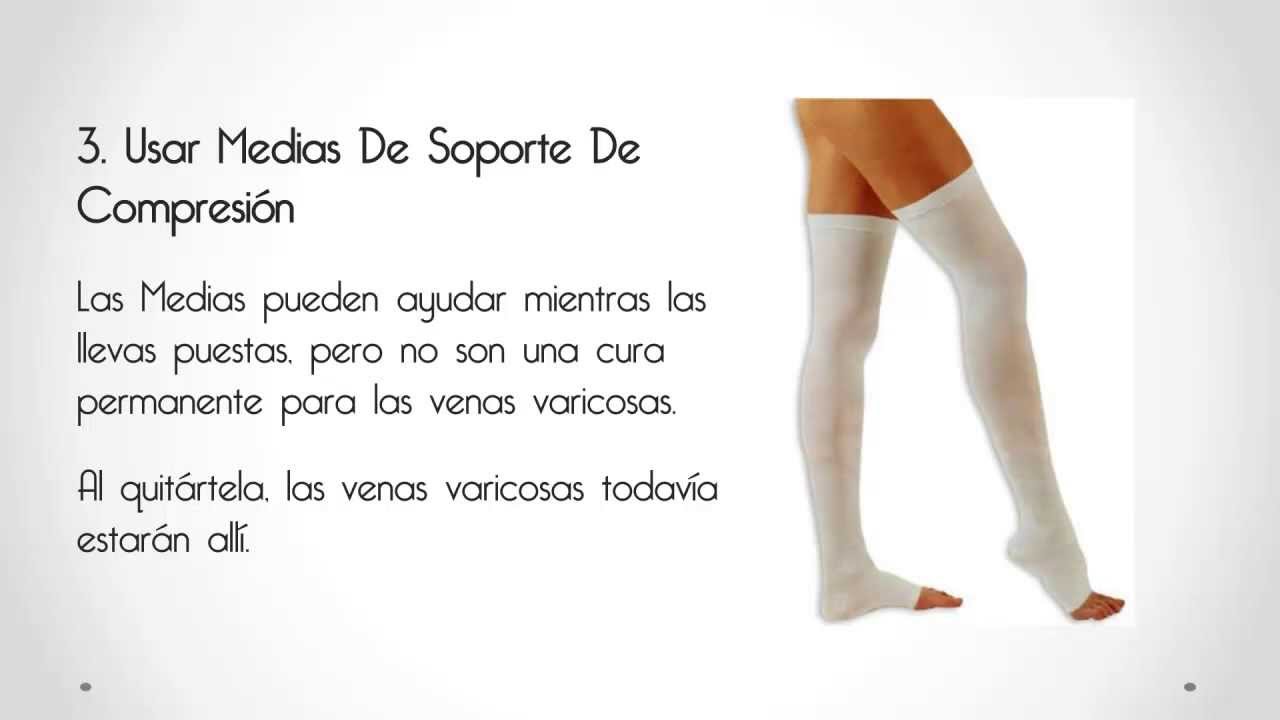 3. Usar Medias De Soporte De
Compresión
Las Medias pueden ayudar mientras las
llevas puestas, pero no son una cura
permanente para las venas varicosas.
Al quitártela, las venas varicosas todavía
estarán allí.